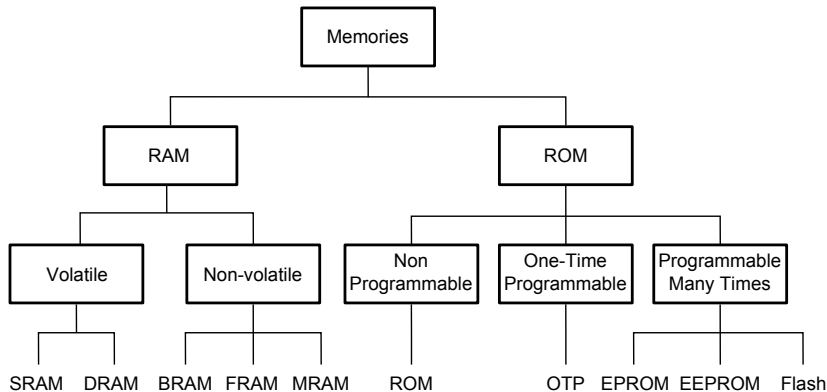 Memories
RAM
ROM
Volatile
Non-volatile
Non
Programmable
One-Time
Programmable
Programmable
Many Times
SRAM
DRAM
BRAM
FRAM
MRAM
ROM
OTP
EPROM
EEPROM
Flash